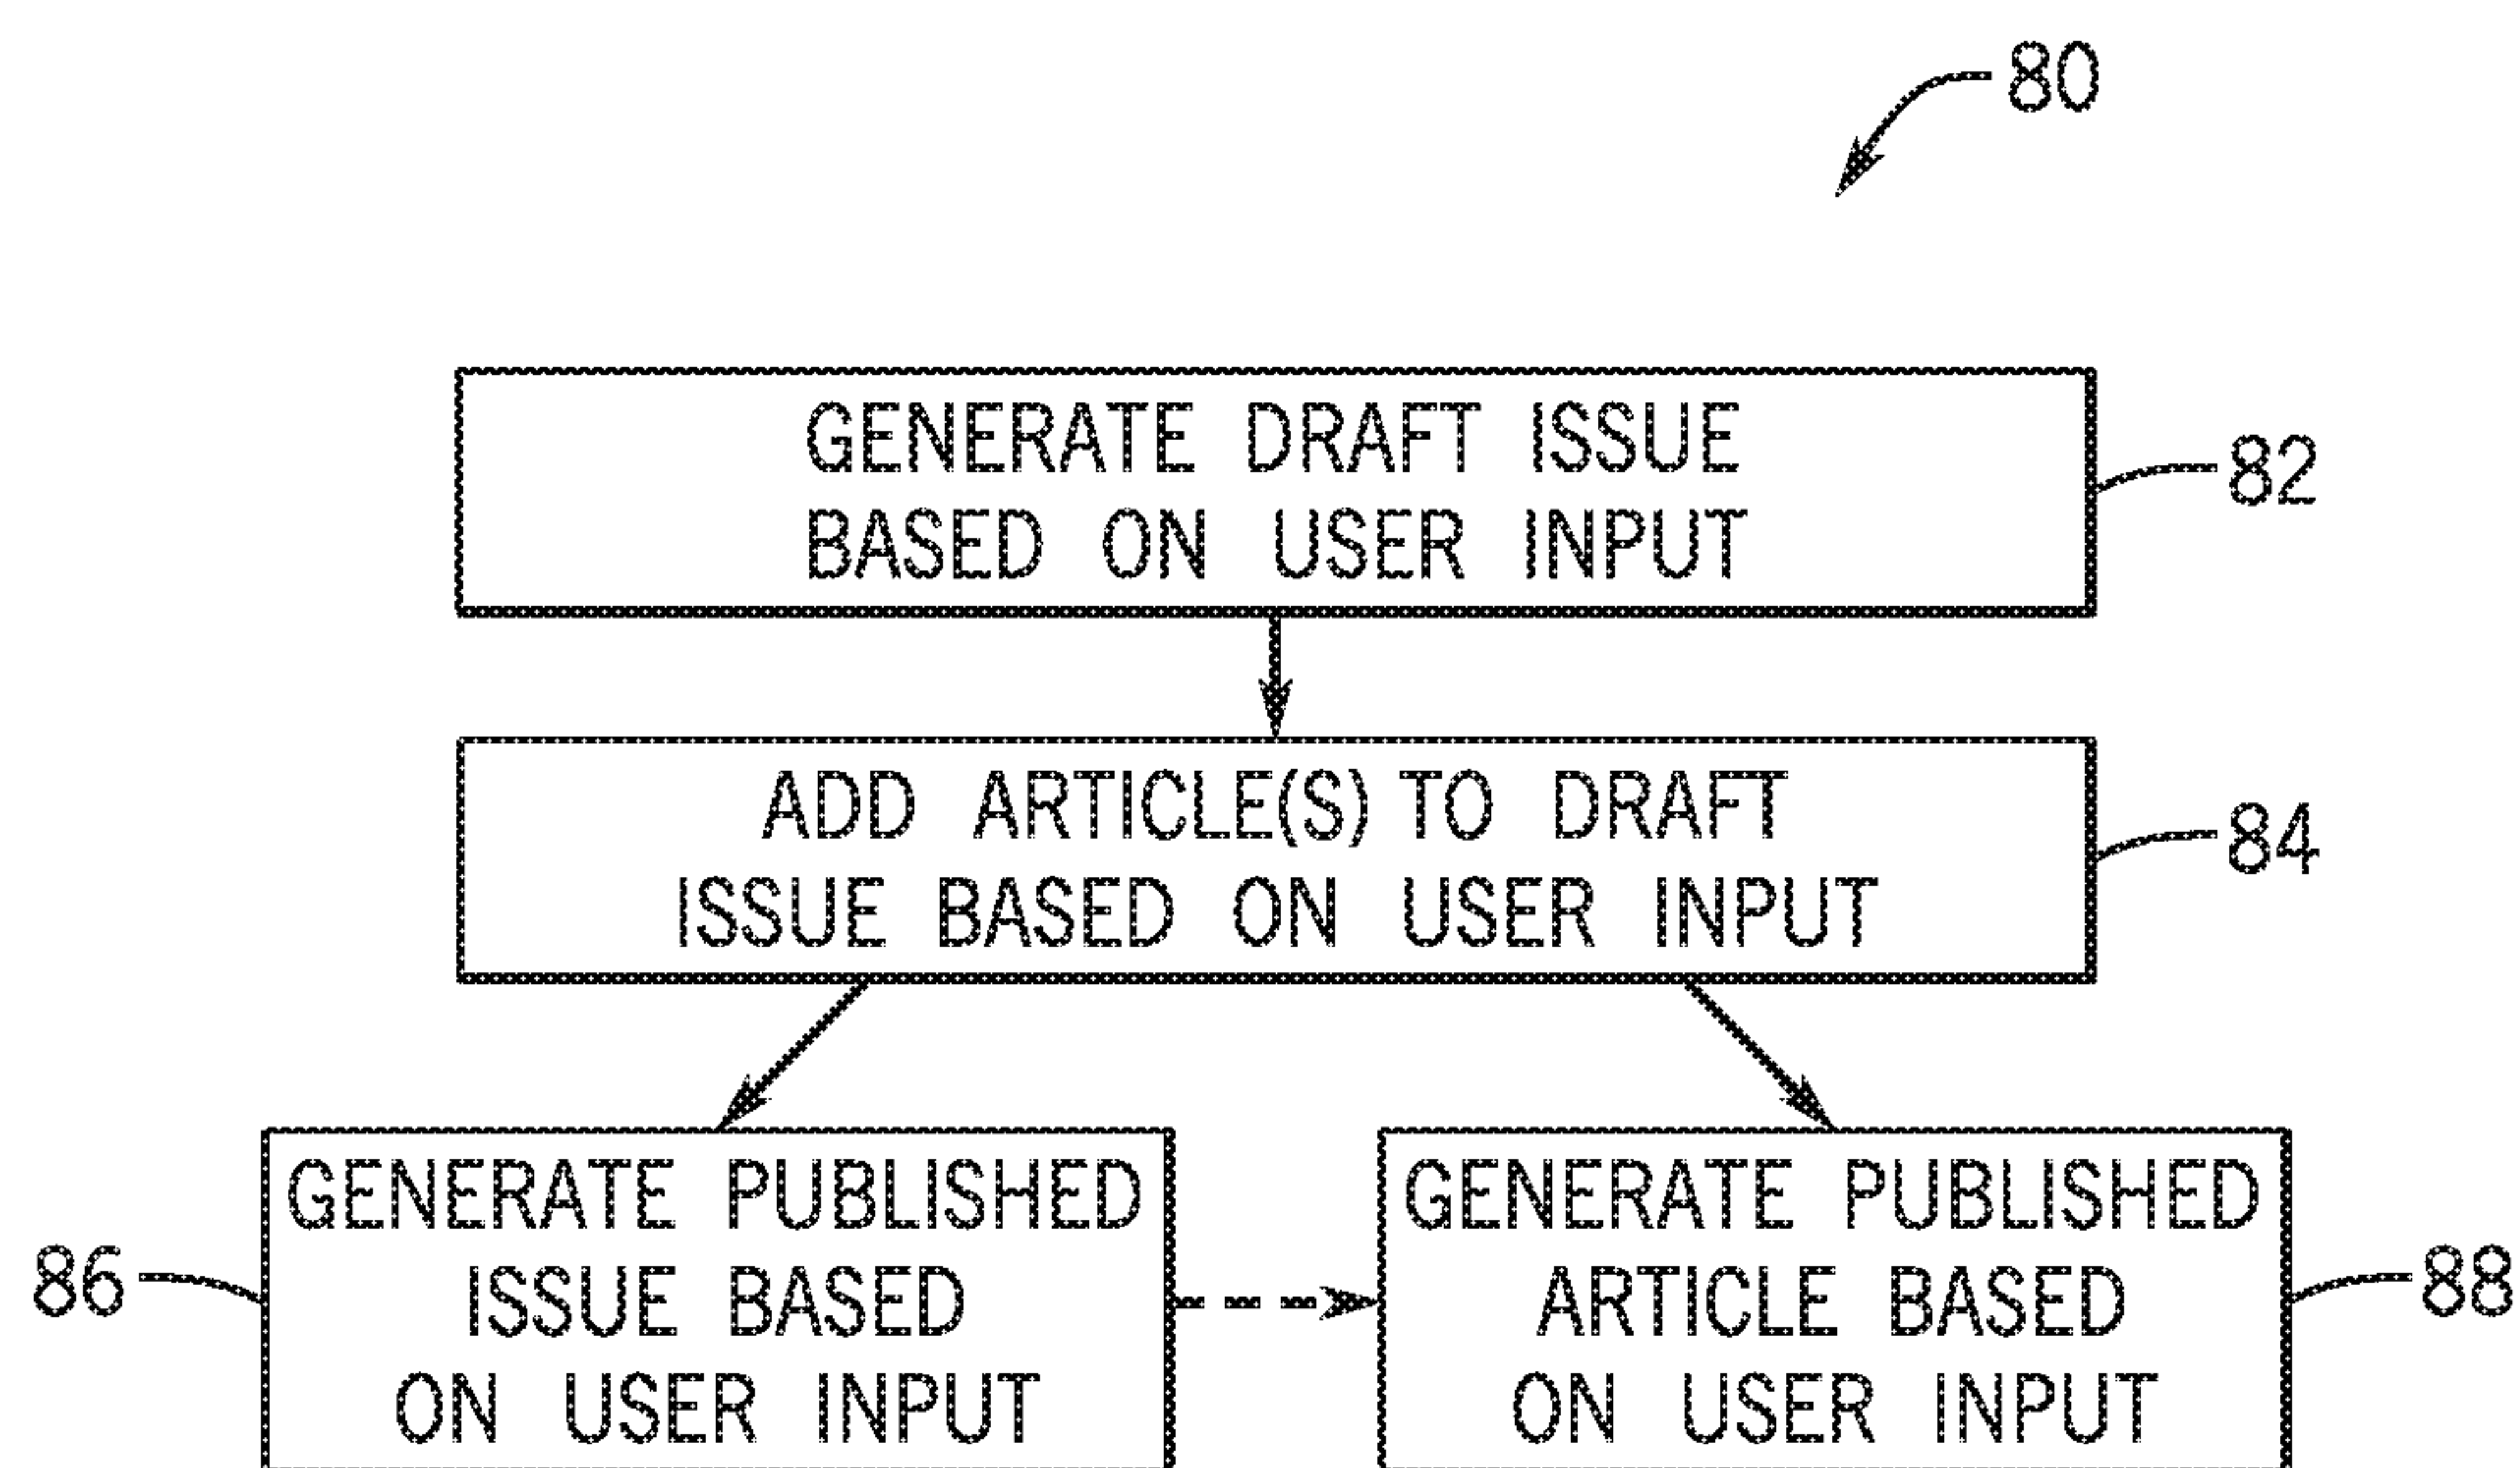 80
GENERATE DRAFT ISSUE
BASED ON USER INPUT
82
ADD ARTICLE(S) TO DRAFT
ISSUE BASED ON USER INPUT
84
86
GENERATE PUBLISHED
ISSUE BASED
ON USER INPUT
GENERATE PUBLISHED
ARTICLE BASED
ON USER INPUT
88